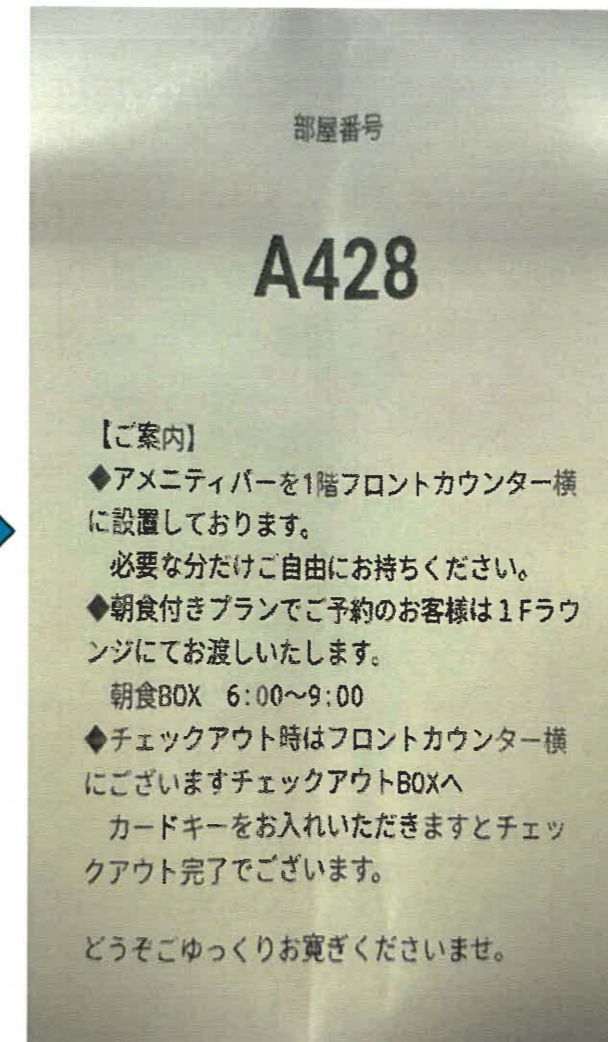 部屋番号
A428
【ご案内】
◆アメニティバーを1階フロントカウンター横
に設置しております。
必要な分だけご自由にお持ちください。
◆朝食付きプランでご予約のお客様は１Fラウ
ンジにてお渡しいたします。
朝食BOX 6:00～9:00
◆チェックアウト時はフロントカウンター横
にございますチェックアウトBOXへ
カードキーをお入れいただきますとチェッ
クアウト完了でございます。
どうぞごゆっくりお寛ぎくださいませ。